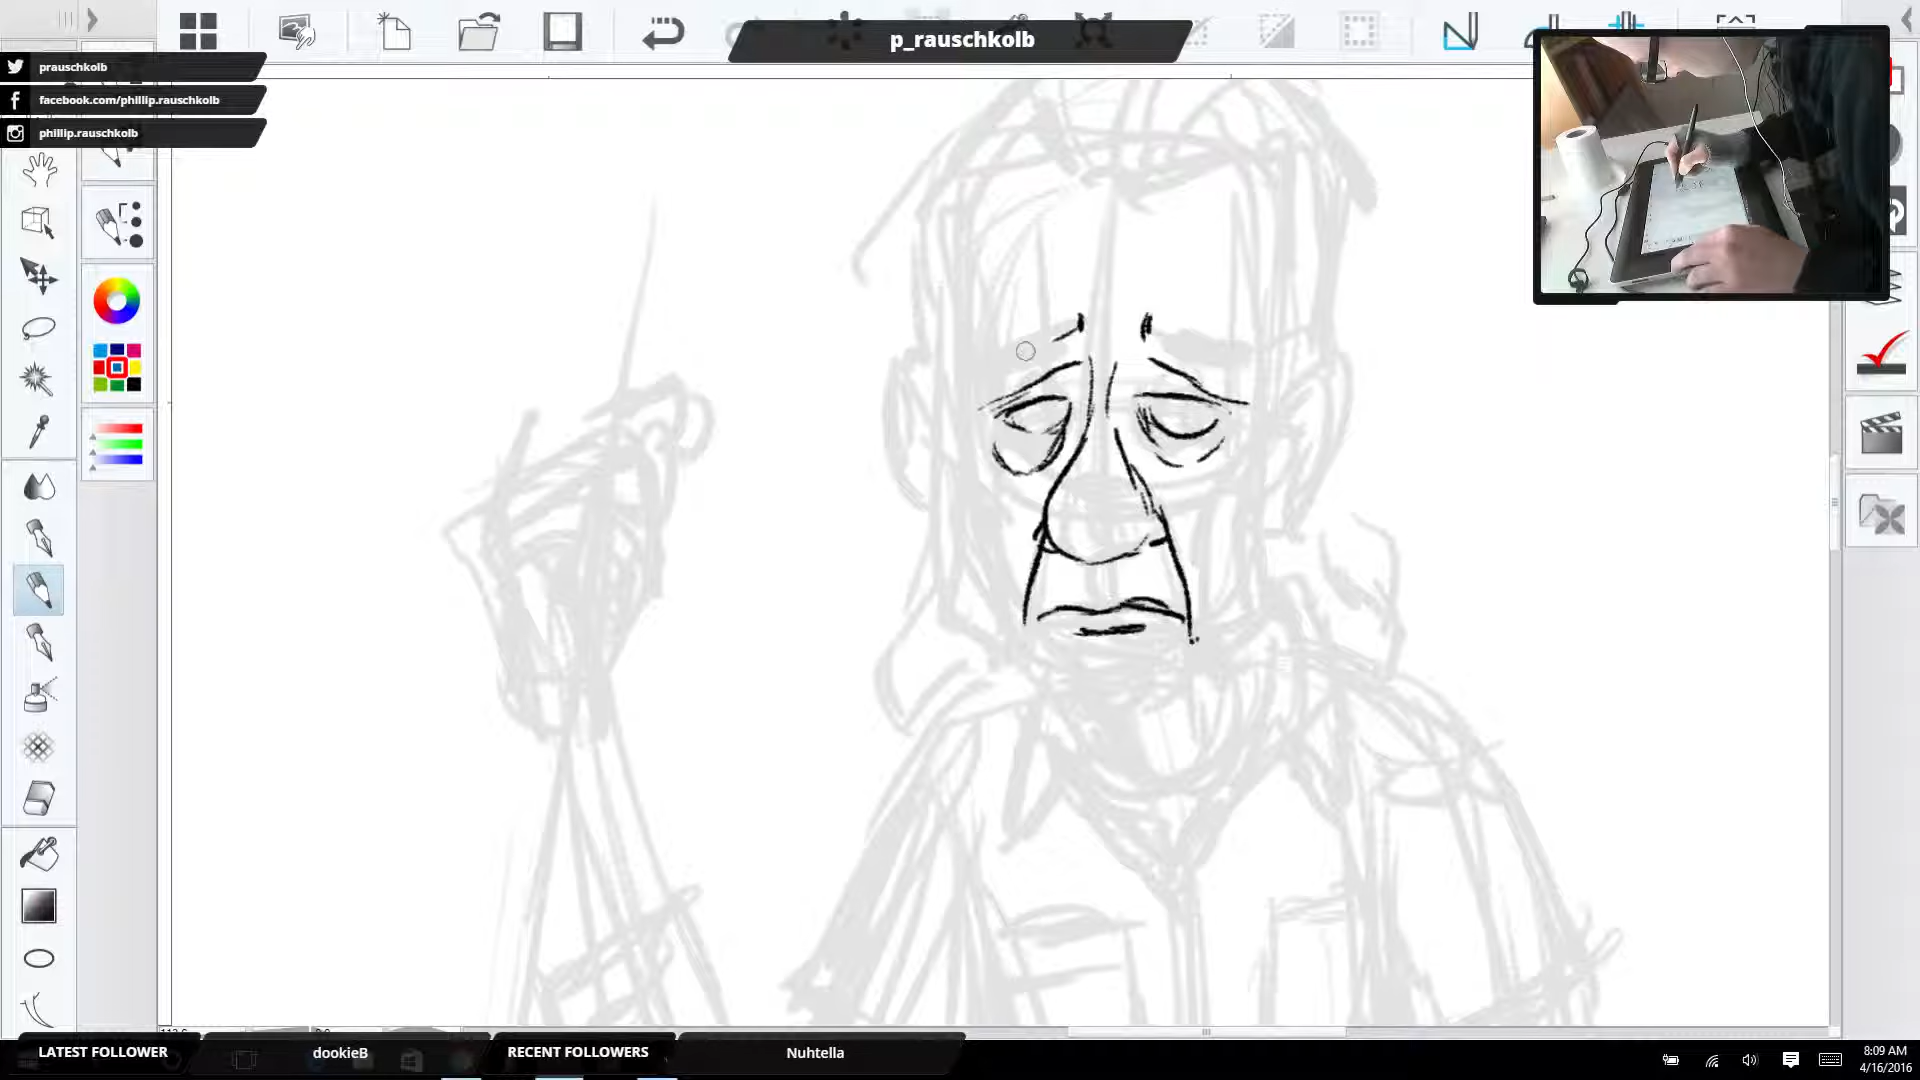 p_rauschkolb
prauschkolb
facebook.com/phillip.rauschkolb
phillip.rauschkolb
LATEST FOLLOWER
dookieB
RECENT FOLLOWERS
Nuhtella
8:09 AM
4/16/2016